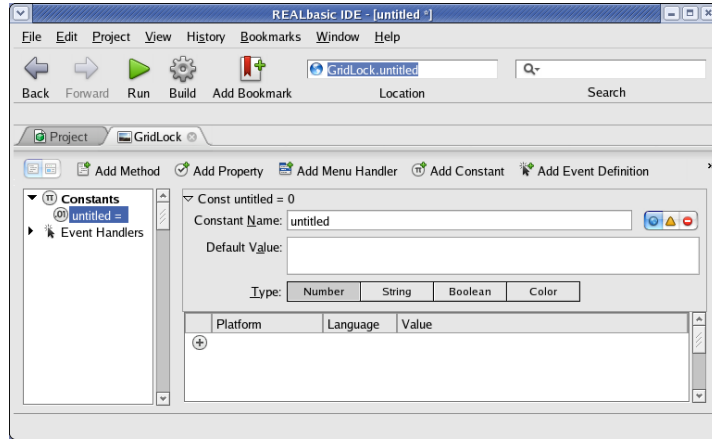 REALbasic IDE - [untitled *]
File Edit Project View History Bookmarks Window Help
GridLock.untitled
Back Forward Run Build Add Bookmark Location Search
Project GridLock
Add Method Add Property Add Menu Handler Add Constant Add Event Definition
Constants
untitled =
Event Handlers
Const untitled = 0
Constant Name: untitled
Default Value:
Type: Number String Boolean Color
Platform Language Value